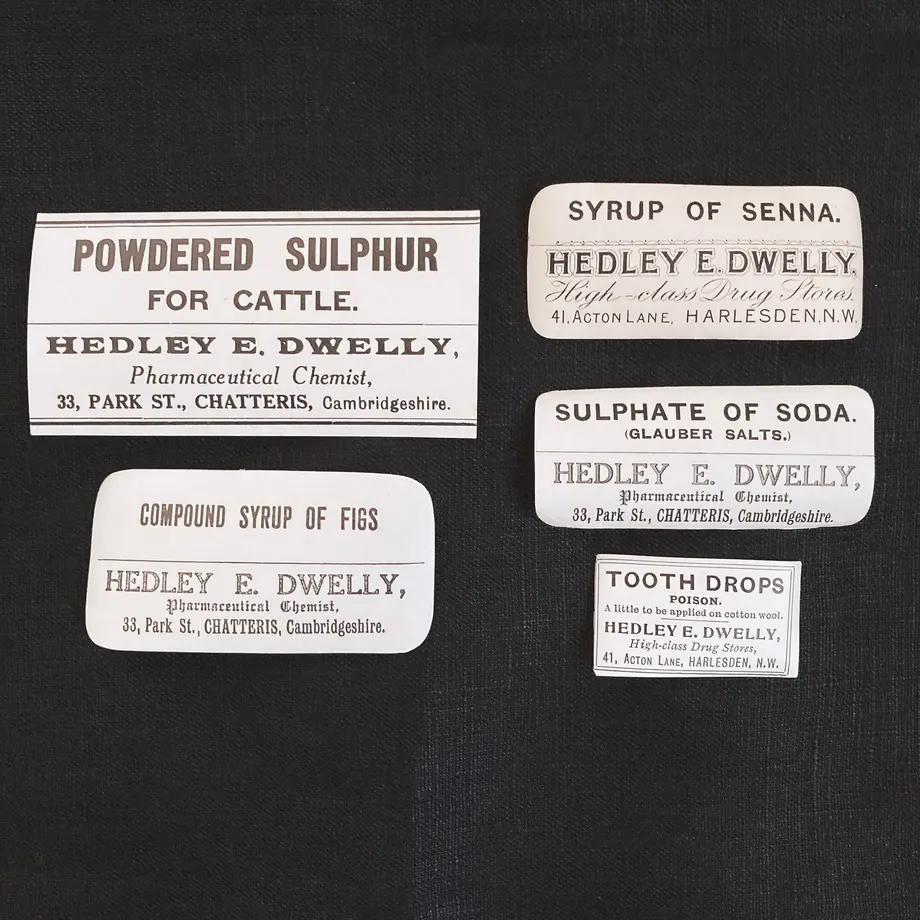 POWDERED SULPHUR
FOR CATTLE.
HEDLEY E. DWELLY,
Pharmaceutical Chemist,
33, PARK ST., CHATTERIS, Cambridgeshire.
COMPOUND SYRUP OF FIGS
HEDLEY E. DWELLY,
Pharmaceutical Chemist,
33, Park St., CHATTERIS, Cambridgeshire.
SYRUP OF SENNA.
HEDLEY E. DWELLY,
High-class Drug Stores.
41, ACTON LANE, HARLESDEN, N.W.
SULPHATE OF SODA.
(GLAUBER SALTS.)
HEDLEY E. DWELLY,
Pharmaceutical Chemist,
33, Park St., CHATTERIS, Cambridgeshire.
TOOTH DROPS
POISON.
A little to be applied on cotton wool.
HEDLEY E. DWELLY,
High-class Drug Stores,
41, ACTON LANE, HARLESDEN, N.W.